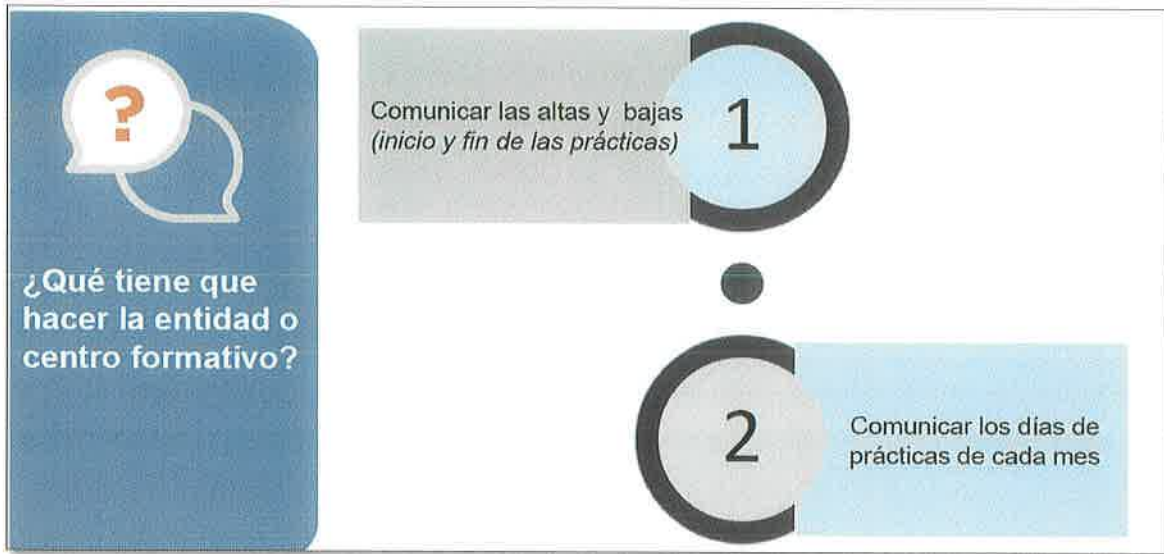 ?
¿Qué tiene que
hacer la entidad o
centro formativo?
Comunicar las altas y bajas
(inicio y fin de las prácticas)
1
2
Comunicar los días de
prácticas de cada mes